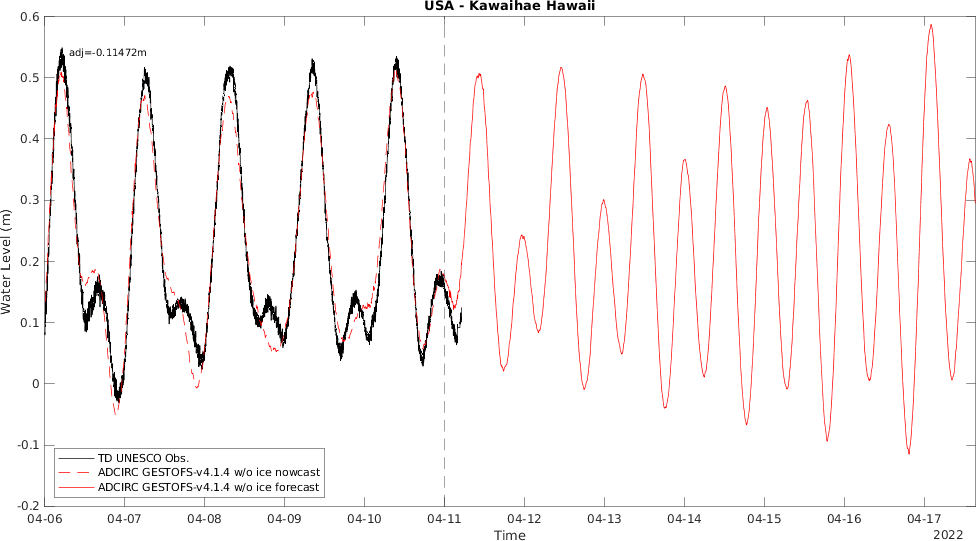 USA - Kawaihae Hawaii
0.6
adj=-0.11472m
0.5
0.4
0.3
0.2
0.1
0
-0.1
-0.2
Water Level (m)
TD UNESCO Obs.
ADCIRC GESTOFS-v4.1.4 w/o ice nowcast
ADCIRC GESTOFS-v4.1.4 w/o ice forecast
04-06 04-07 04-08 04-09 04-10 04-11 04-12 04-13 04-14 04-15 04-16 04-17
Time
2022